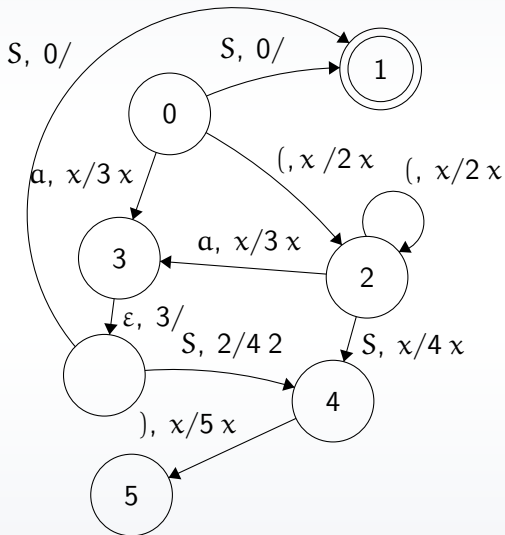 S, 0/
S, 0/
1
0
(, x /2 x
(, x/2 x
a, x/3 x
a, x/3 x
3
2
ε, 3/
S, 2/4 2
S, x/4 x
4
), x/5 x
5